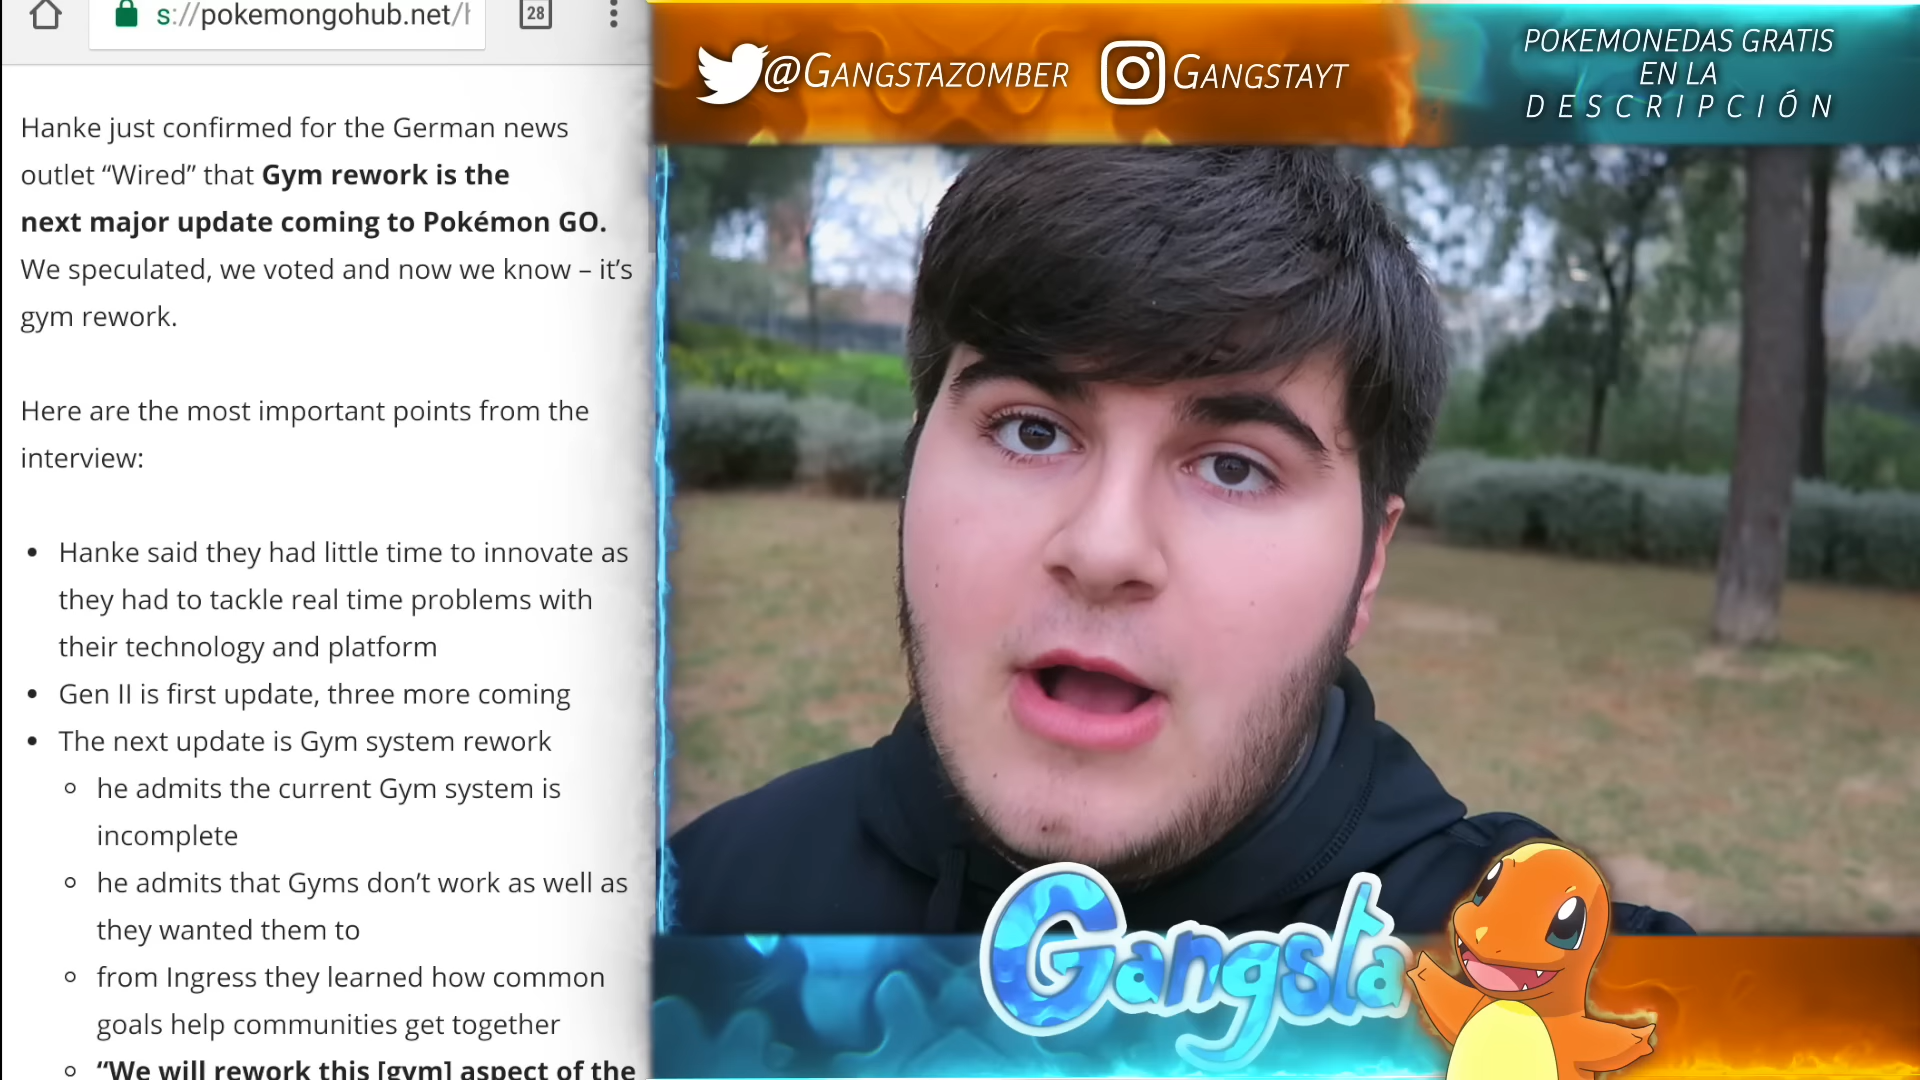 s://pokemongohub.net/h
28
Hanke just confirmed for the German news
outlet “Wired” that Gym rework is the
next major update coming to Pokémon GO.
We speculated, we voted and now we know – it’s
gym rework.
Here are the most important points from the
interview:
• Hanke said they had little time to innovate as
they had to tackle real time problems with
their technology and platform
• Gen II is first update, three more coming
• The next update is Gym system rework
◦ he admits the current Gym system is
incomplete
◦ he admits that Gyms don’t work as well as
they wanted them to
◦ from Ingress they learned how common
goals help communities get together
◦ “We will rework this [gym] aspect of the
@GANGSTAZOMBER
GANGSTAYT
POKEMONEDAS GRATIS
EN LA
DESCRIPCIÓN
Gangsta